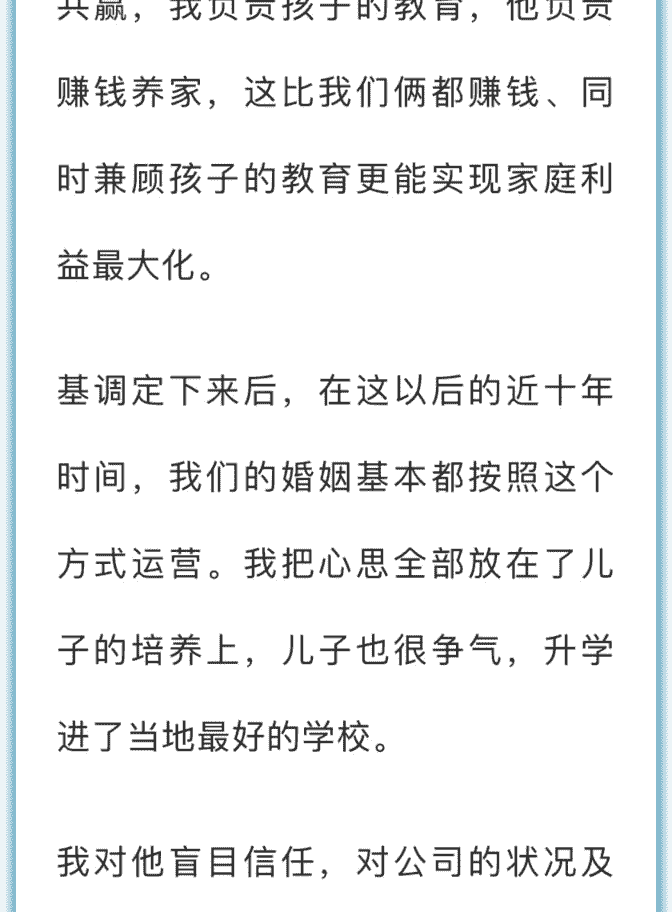 共赢，我负责孩子的教育，他负责
赚钱养家，这比我们俩都赚钱、同
时兼顾孩子的教育更能实现家庭利
益最大化。
基调定下来后，在这以后的近十年
时间，我们的婚姻基本都按照这个
方式运营。我把心思全部放在了儿
子的培养上，儿子也很争气，升学
进了当地最好的学校。
我对他盲目信任，对公司的状况及